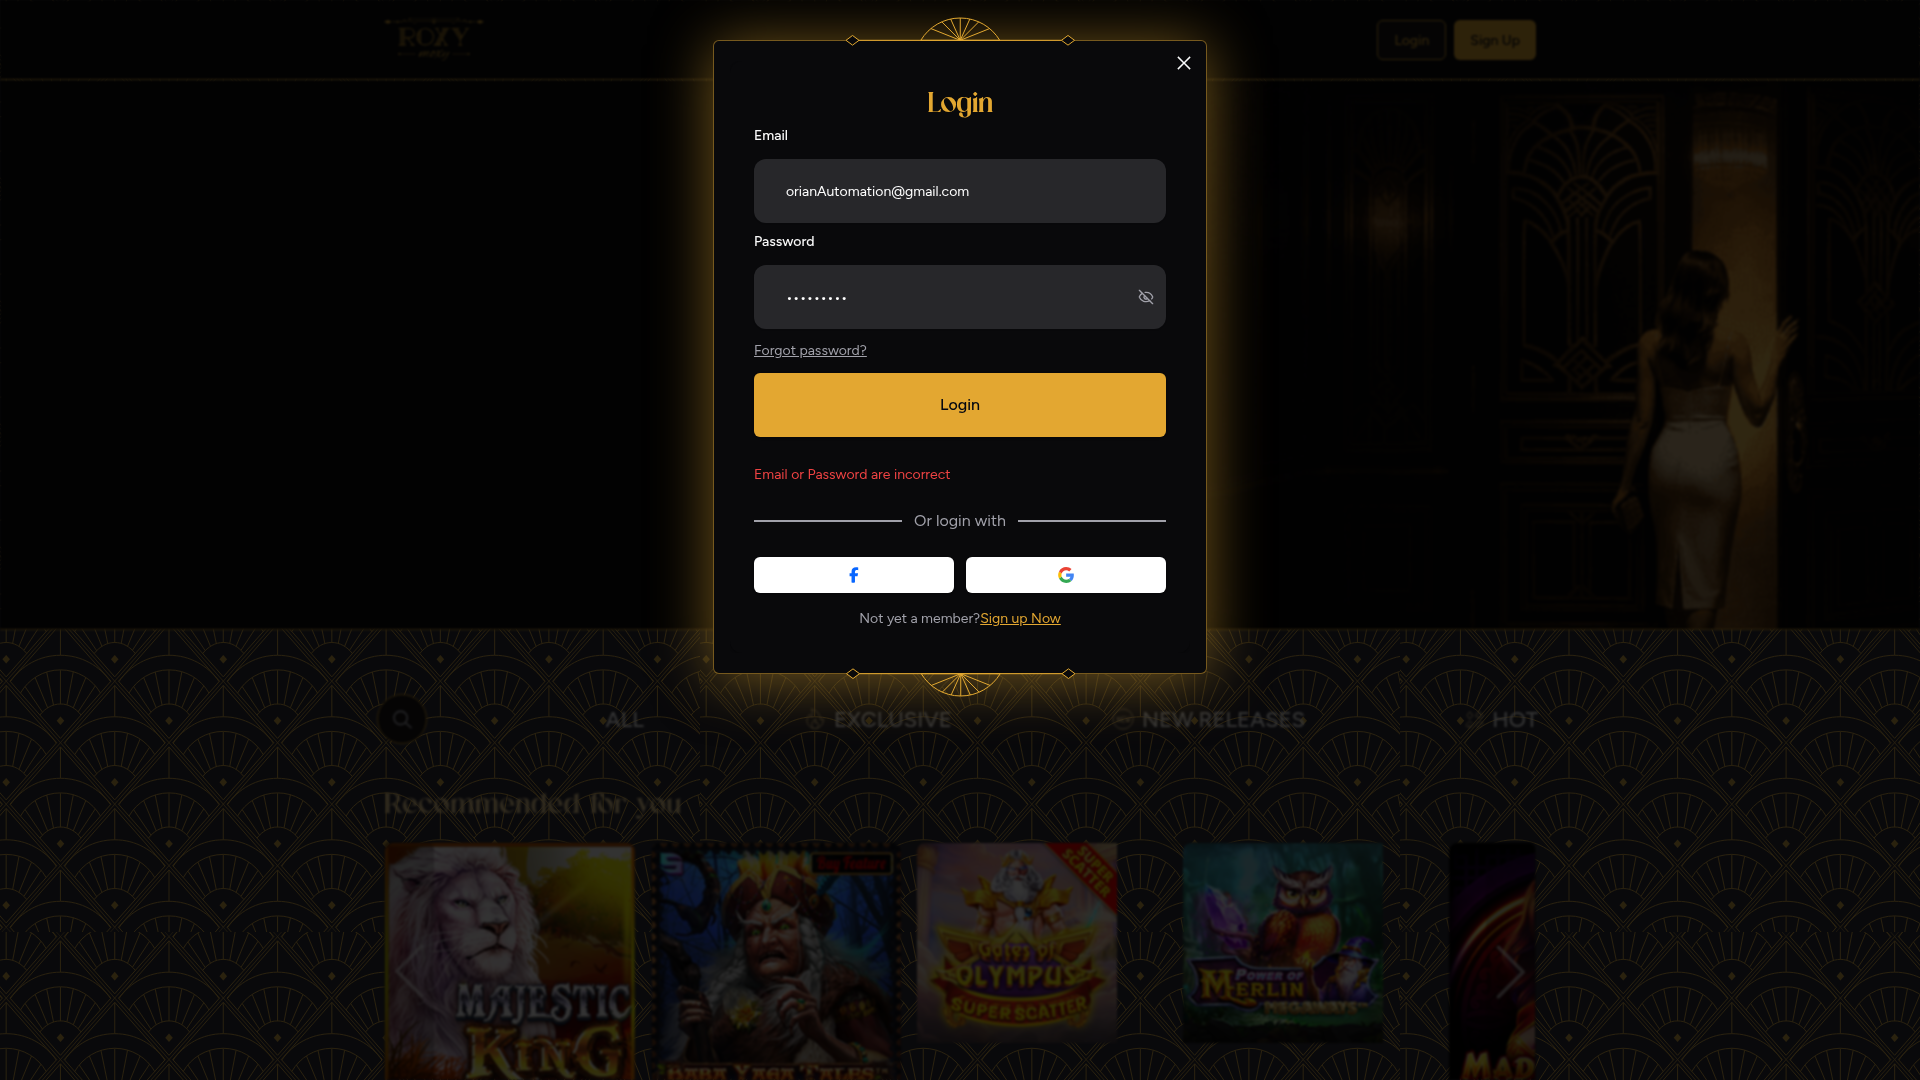 ROXY
Login
Sign Up
Login
Email
orianAutomation@gmail.com
Password
Forgot password?
Login
Email or Password are incorrect
Or login with
Not yet a member?Sign up Now
ALL
EXCLUSIVE
NEW RELEASES
HOT
Recommended for you
MAJESTIC
KING
BABA YAGA TALES
SUPER
SCATTER
Gates of
OLYMPUS
SUPER SCATTER
POWER OF
MERLIN
MEGAWAYS
MAD